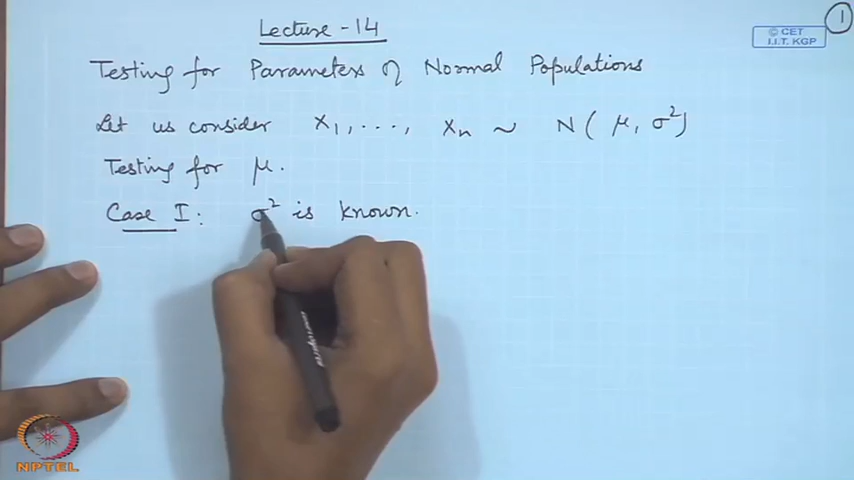 Lecture - 14
1
© CET
I.I.T. KGP
Testing for Parameters of Normal Populations
Let us consider X₁, ...., Xₙ ~ N( μ, σ²)
Testing for μ.
Case I: σ² is known.
NPTEL